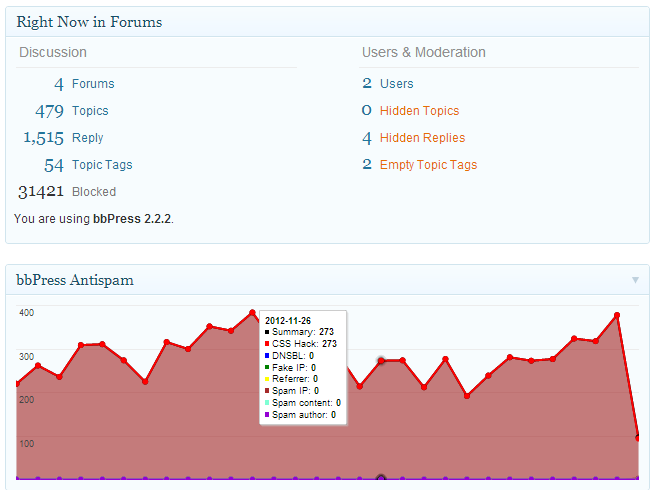 Right Now in Forums
Discussion
4 Forums
479 Topics
1,515 Reply
54 Topic Tags
31421 Blocked
Users & Moderation
2 Users
0 Hidden Topics
4 Hidden Replies
2 Empty Topic Tags
You are using bbPress 2.2.2.
bbPress Antispam
400
300
200
100
2012-11-26
Summary: 273
CSS Hack: 273
DNSBL: 0
Fake IP: 0
Referrer: 0
Spam IP: 0
Spam content: 0
Spam author: 0